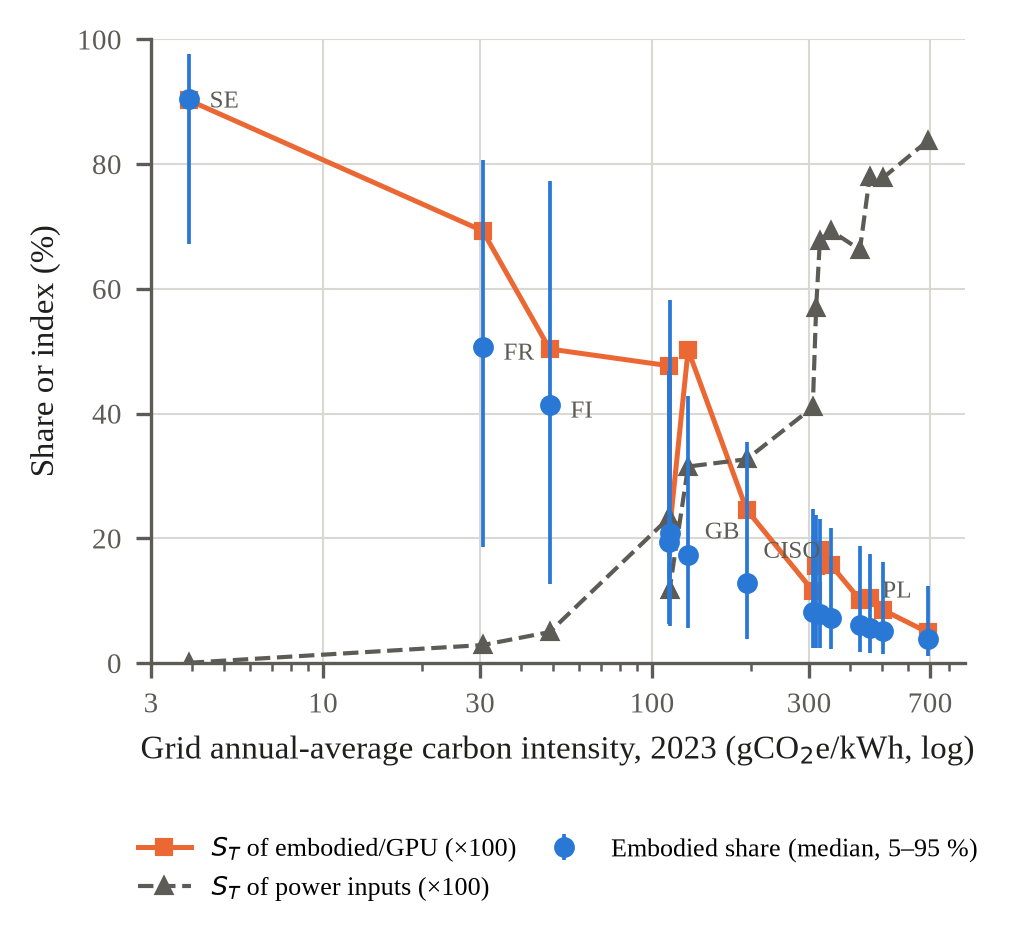 100
80
60
40
20
0
Share or index (%)
SE
FR
FI
GB
CISO
PL
3 10 30 100 300 700
Grid annual-average carbon intensity, 2023 (gCO₂e/kWh, log)
S_T of embodied/GPU (×100)
Embodied share (median, 5–95 %)
S_T of power inputs (×100)